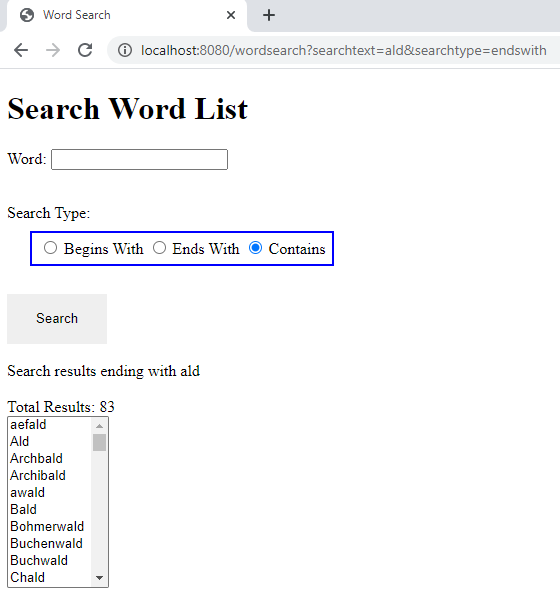 Word Search
localhost:8080/wordsearch?searchtext=ald&searchtype=endswith
Search Word List
Word:
Search Type:
Begins With Ends With Contains
Search
Search results ending with ald
Total Results: 83
aefald
Ald
Archbald
Archibald
awald
Bald
Bohmerwald
Buchenwald
Buchwald
Chald